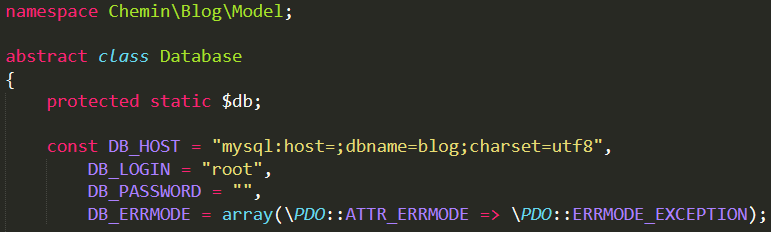 namespace Chemin\Blog\Model;
abstract class Database
{
protected static $db;
const DB_HOST = "mysql:host=;dbname=blog;charset=utf8",
DB_LOGIN = "root",
DB_PASSWORD = "",
DB_ERRMODE = array(\PDO::ATTR_ERRMODE => \PDO::ERRMODE_EXCEPTION);